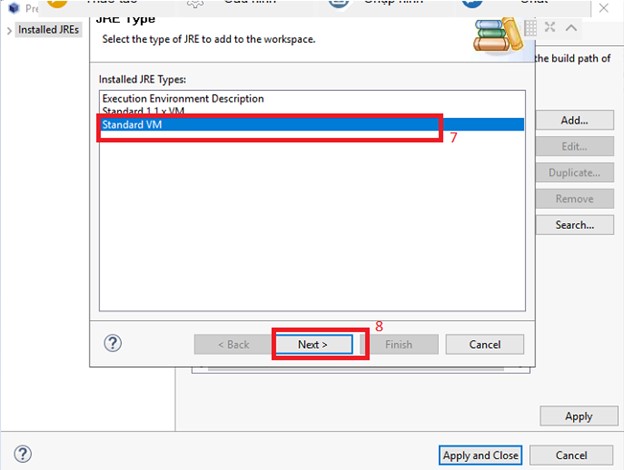 Installed JREs
JRE Type
Select the type of JRE to add to the workspace.
the build path of
Installed JRE Types:
Execution Environment Description
Standard 1.1.x VM
Standard VM
7
Add...
Edit...
Duplicate...
Remove
Search...
8
< Back
Next >
Finish
Cancel
Apply
Apply and Close
Cancel